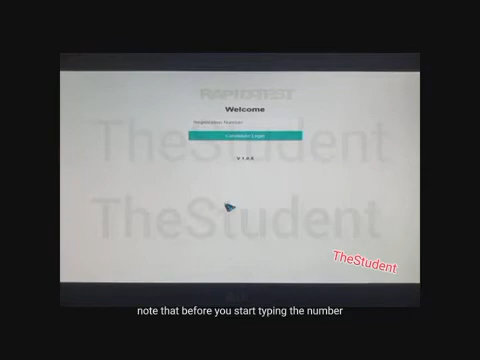 RAPIDTEST
Welcome
Registration Number
Candidate Login
TheStudent
TheStudent
TheStudent
note that before you start typing the number